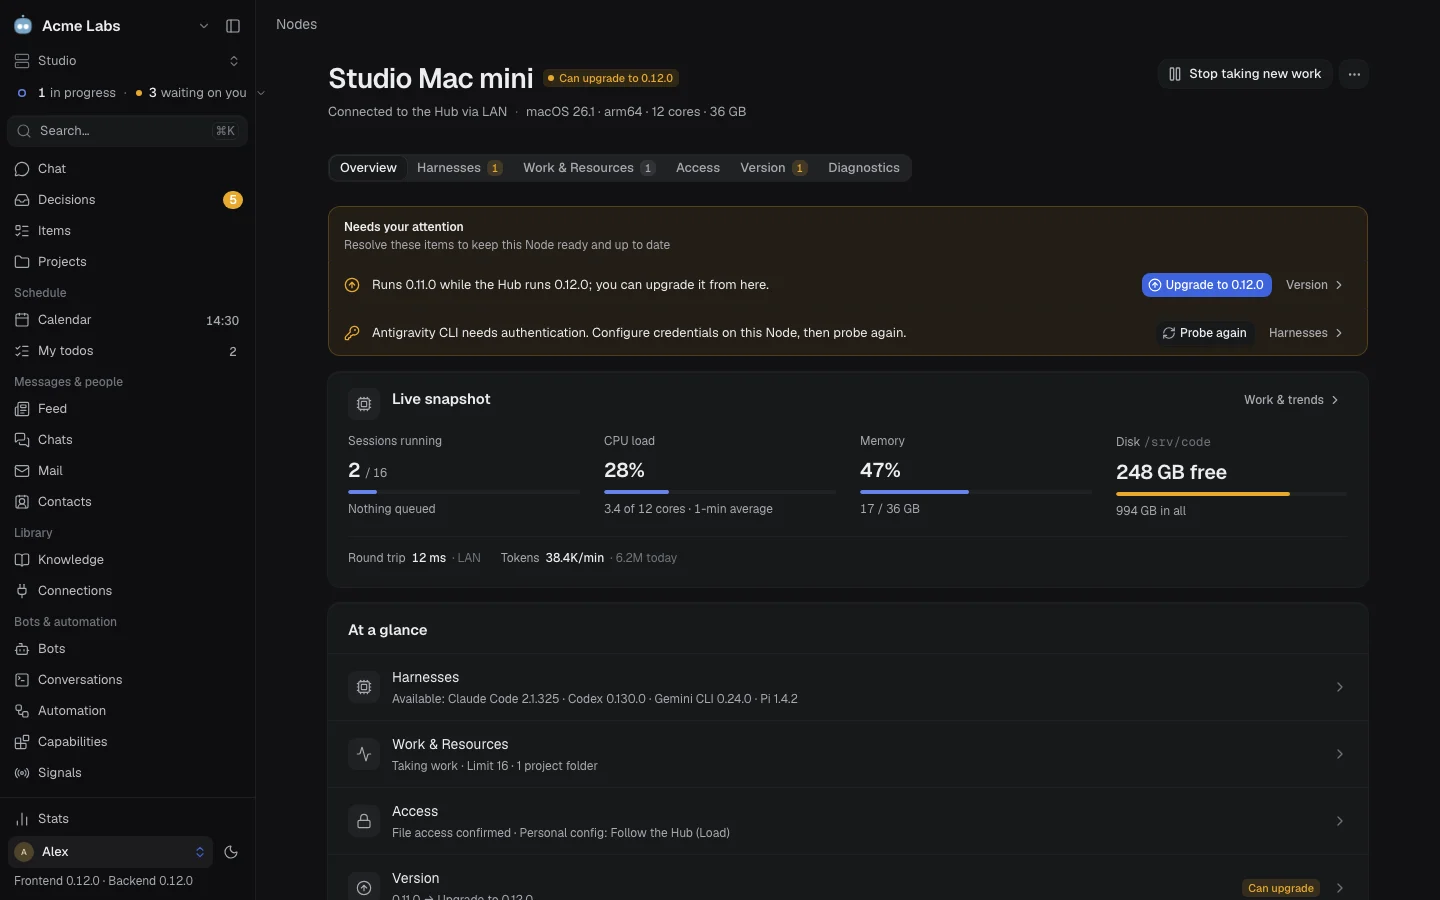 Acme Labs
Studio
1 in progress · 3 waiting on you
Search… ⌘K
Chat
Decisions 5
Items
Projects
Schedule
Calendar 14:30
My todos 2
Messages & people
Feed
Chats
Mail
Contacts
Library
Knowledge
Connections
Bots & automation
Bots
Conversations
Automation
Capabilities
Signals
Stats
A Alex
Frontend 0.12.0 · Backend 0.12.0
Nodes
Studio Mac mini Can upgrade to 0.12.0
Stop taking new work
Connected to the Hub via LAN · macOS 26.1 · arm64 · 12 cores · 36 GB
Overview Harnesses 1 Work & Resources 1 Access Version 1 Diagnostics
Needs your attention
Resolve these items to keep this Node ready and up to date
Runs 0.11.0 while the Hub runs 0.12.0; you can upgrade it from here. Upgrade to 0.12.0 Version
Antigravity CLI needs authentication. Configure credentials on this Node, then probe again. Probe again Harnesses
Live snapshot Work & trends
Sessions running
2 / 16
Nothing queued
CPU load
28%
3.4 of 12 cores · 1-min average
Memory
47%
17 / 36 GB
Disk /srv/code
248 GB free
994 GB in all
Round trip 12 ms · LAN Tokens 38.4K/min · 6.2M today
At a glance
Harnesses
Available: Claude Code 2.1.325 · Codex 0.130.0 · Gemini CLI 0.24.0 · Pi 1.4.2
Work & Resources
Taking work · Limit 16 · 1 project folder
Access
File access confirmed · Personal config: Follow the Hub (Load)
Version
0.11.0 → Upgrade to 0.12.0
Can upgrade